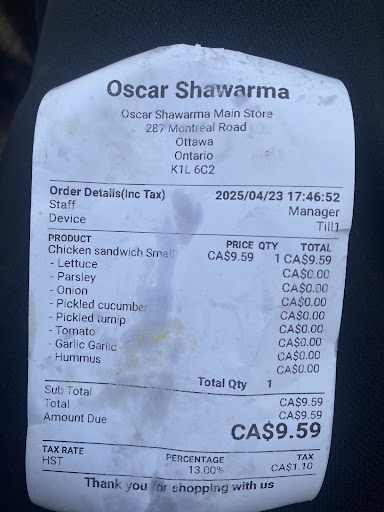 Oscar Shawarma
Oscar Shawarma Main Store
287 Montréal Road
Ottawa
Ontario
K1L 6C2
Order Details(Inc Tax) 2025/04/23 17:46:52
Staff Manager
Device Till1
PRODUCT PRICE QTY TOTAL
Chicken sandwich Small CA$9.59 1 CA$9.59
- Lettuce CA$0.00
- Parsley CA$0.00
- Onion CA$0.00
- Pickled cucumber CA$0.00
- Pickled turnip CA$0.00
- Tomato CA$0.00
- Garlic Garlic CA$0.00
- Hummus CA$0.00
Total Qty 1
Sub Total CA$9.59
Total CA$9.59
Amount Due CA$9.59
TAX RATE PERCENTAGE TAX
HST 13.00% CA$1.10
Thank you for shopping with us